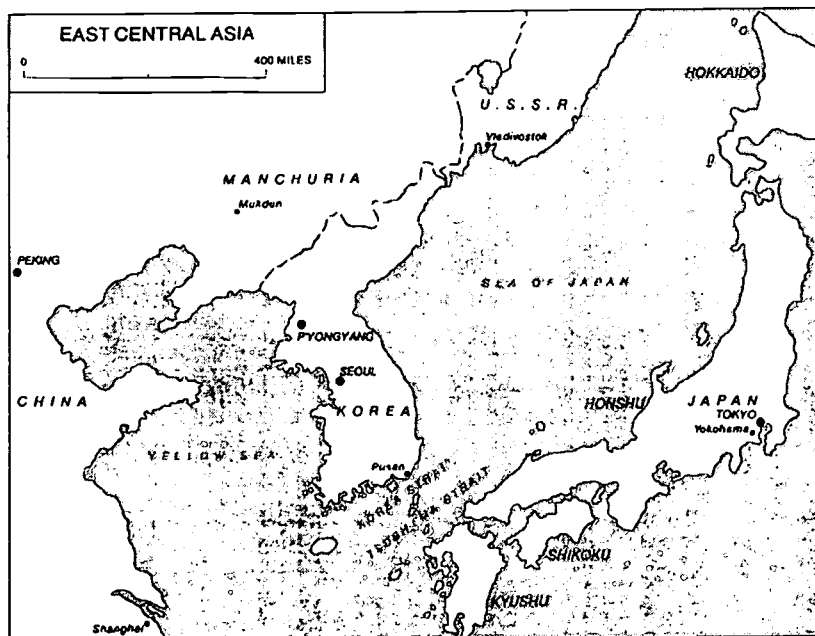 EAST CENTRAL ASIA
0 400 MILES
HOKKAIDO
U.S.S.R.
Vladivostok
MANCHURIA
Mukdun
PEKING
SEA OF JAPAN
PYONGYANG
SEOUL
CHINA
KOREA
HONSHU
JAPAN
TOKYO
Yokohama
YELLOW SEA
Pusan
KOREA STRAIT
TSUSHIMA STRAIT
SHIKOKU
KYUSHU
Shanghai